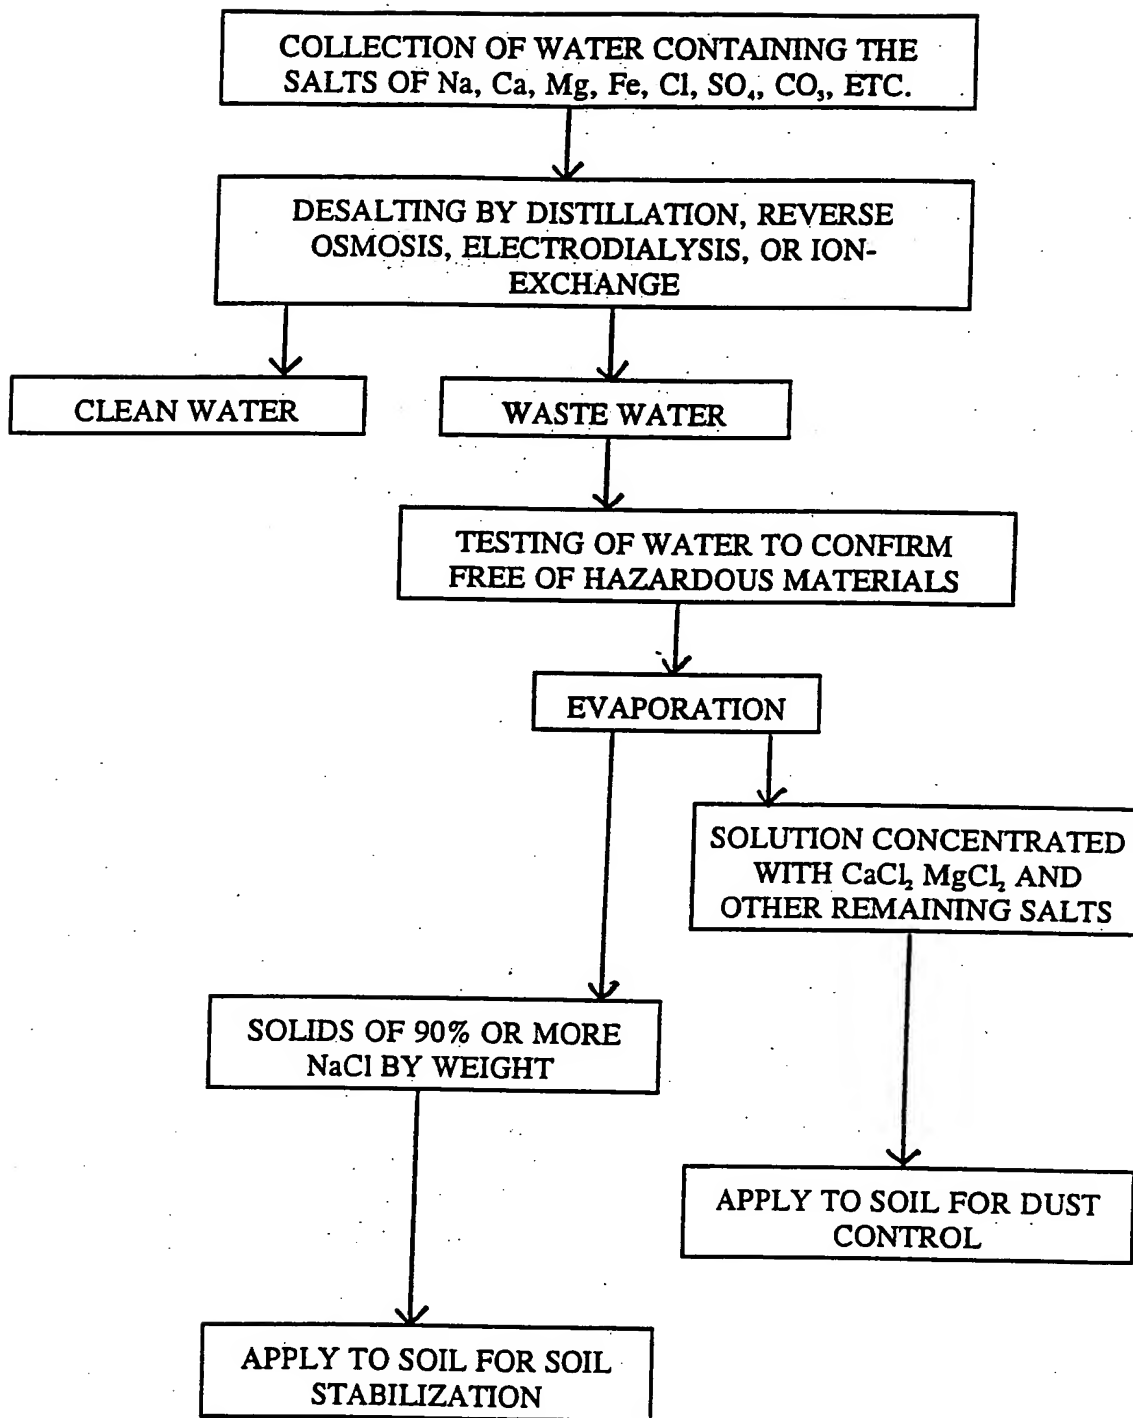 COLLECTION OF WATER CONTAINING THE
SALTS OF Na, Ca, Mg, Fe, Cl, SO₄, CO₃, ETC.
DESALTING BY DISTILLATION, REVERSE
OSMOSIS, ELECTRODIALYSIS, OR ION-
EXCHANGE
CLEAN WATER
WASTE WATER
TESTING OF WATER TO CONFIRM
FREE OF HAZARDOUS MATERIALS
EVAPORATION
SOLUTION CONCENTRATED
WITH CaCl₂ MgCl₂ AND
OTHER REMAINING SALTS
SOLIDS OF 90% OR MORE
NaCl BY WEIGHT
APPLY TO SOIL FOR DUST
CONTROL
APPLY TO SOIL FOR SOIL
STABILIZATION